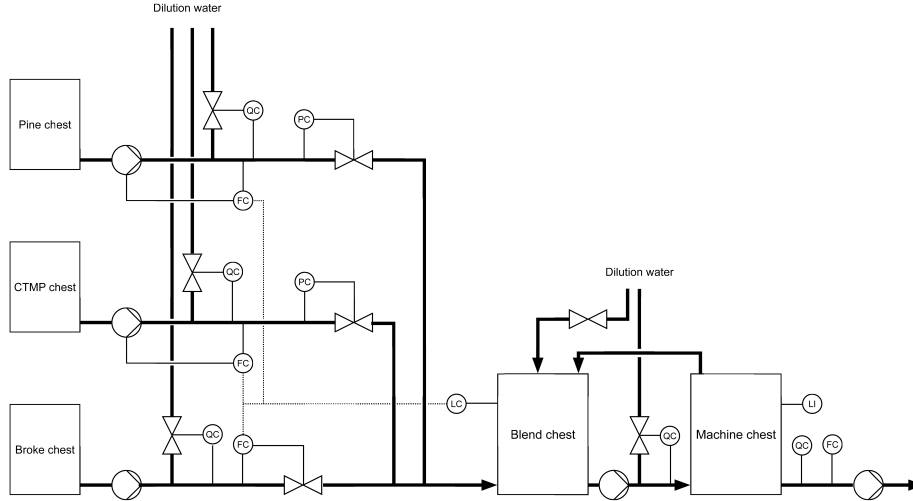 Dilution water
Pine chest
QC
PC
FC
CTMP chest
QC
PC
FC
Dilution water
LC
LI
Broke chest
QC
FC
Blend chest
QC
Machine chest
QC
FC